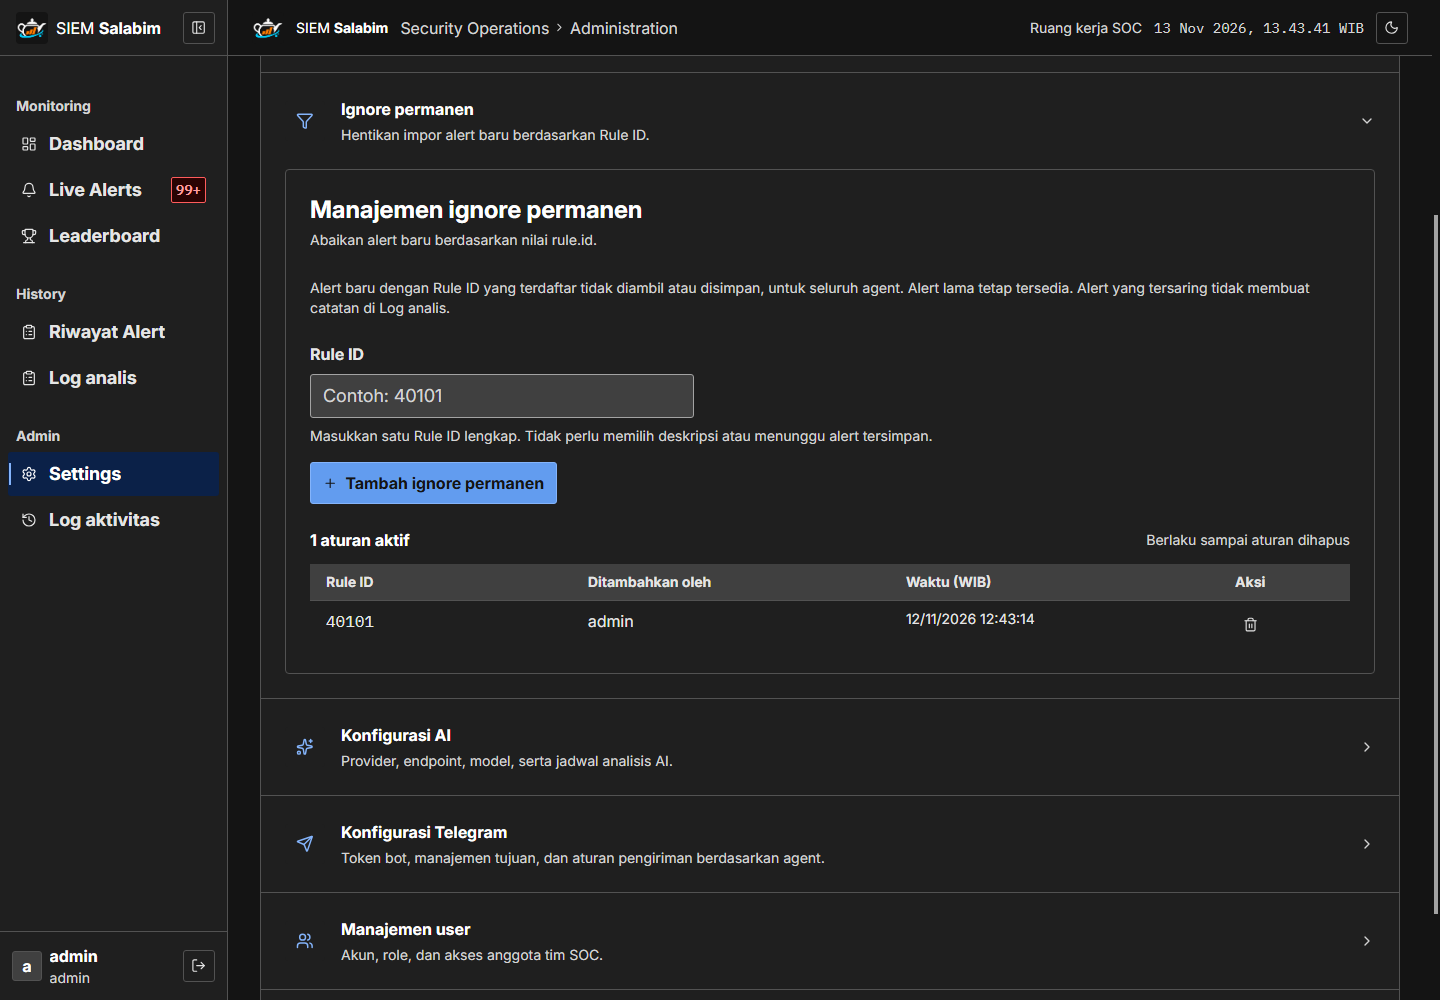 SIEM Salabim
Monitoring
Dashboard
Live Alerts 99+
Leaderboard
History
Riwayat Alert
Log analis
Admin
Settings
Log aktivitas
a
admin
admin
SIEM Salabim Security Operations > Administration
Ruang kerja SOC 13 Nov 2026, 13.43.41 WIB
Ignore permanen
Hentikan impor alert baru berdasarkan Rule ID.
Manajemen ignore permanen
Abaikan alert baru berdasarkan nilai rule.id.
Alert baru dengan Rule ID yang terdaftar tidak diambil atau disimpan, untuk seluruh agent. Alert lama tetap tersedia. Alert yang tersaring tidak membuat
catatan di Log analis.
Rule ID
Contoh: 40101
Masukkan satu Rule ID lengkap. Tidak perlu memilih deskripsi atau menunggu alert tersimpan.
+ Tambah ignore permanen
1 aturan aktif Berlaku sampai aturan dihapus
Rule ID Ditambahkan oleh Waktu (WIB) Aksi
40101 admin 12/11/2026 12:43:14
Konfigurasi AI
Provider, endpoint, model, serta jadwal analisis AI.
Konfigurasi Telegram
Token bot, manajemen tujuan, dan aturan pengiriman berdasarkan agent.
Manajemen user
Akun, role, dan akses anggota tim SOC.